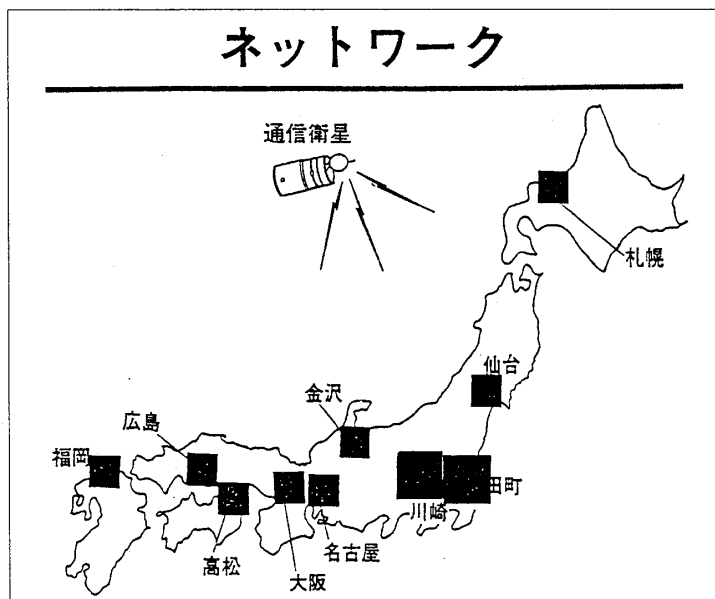 ネットワーク
通信衛星
札幌
仙台
金沢
広島
福岡
田町
川崎
名古屋
高松
大阪